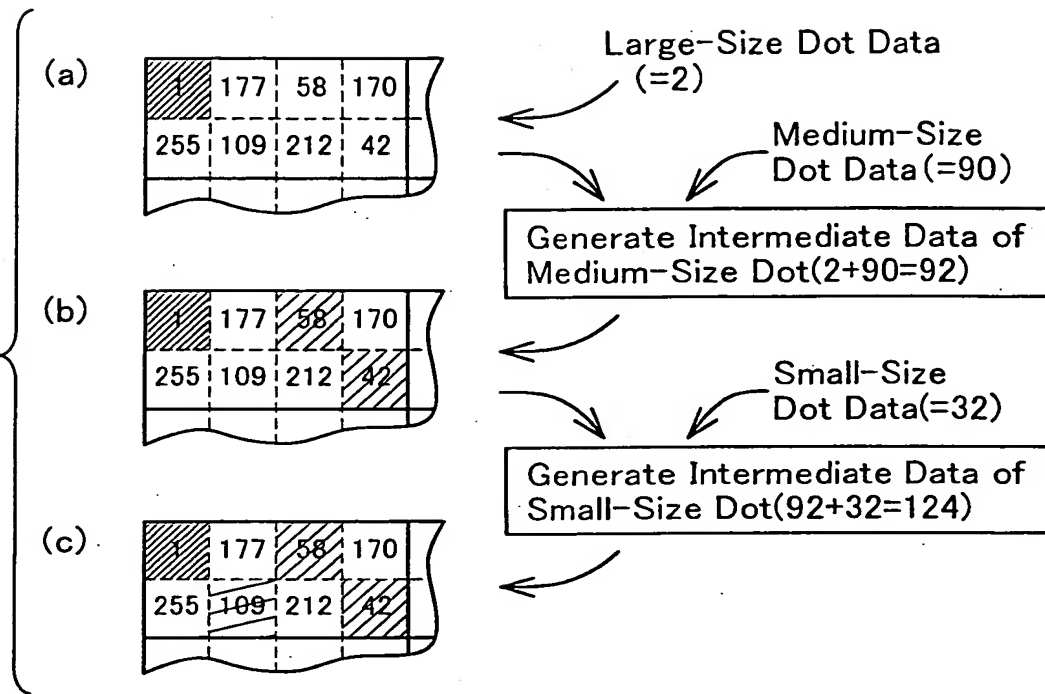 (a)
1 177 58 170
255 109 212 42
Large-Size Dot Data
(=2)
Medium-Size
Dot Data(=90)
Generate Intermediate Data of
Medium-Size Dot(2+90=92)
(b)
1 177 58 170
255 109 212 42
Small-Size
Dot Data(=32)
Generate Intermediate Data of
Small-Size Dot(92+32=124)
(c)
1 177 58 170
255 109 212 42